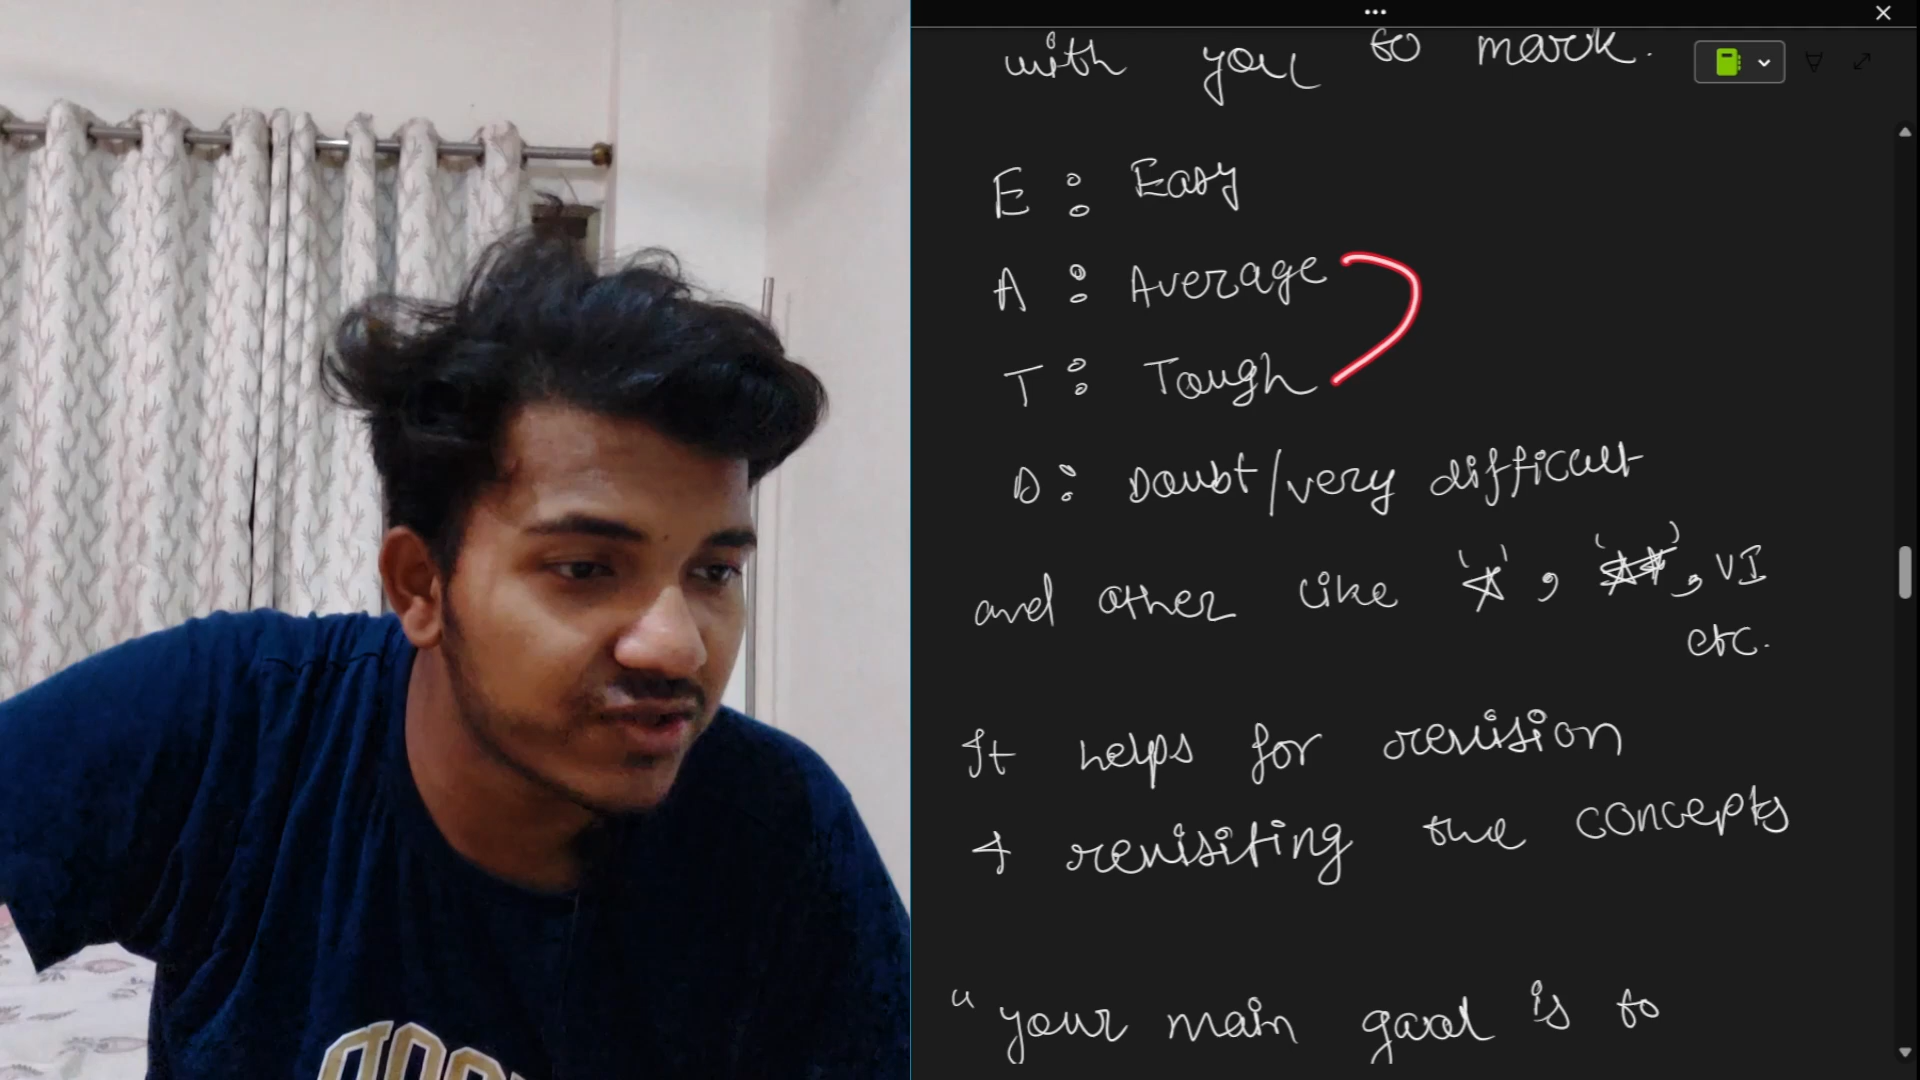 with you to mark.
E : Easy
A : Average
T : Tough
D : Doubt/very difficult
and other like '☆', '☆☆', VI
etc.
It helps for revision
& revisiting the concepts
"your main goal is to